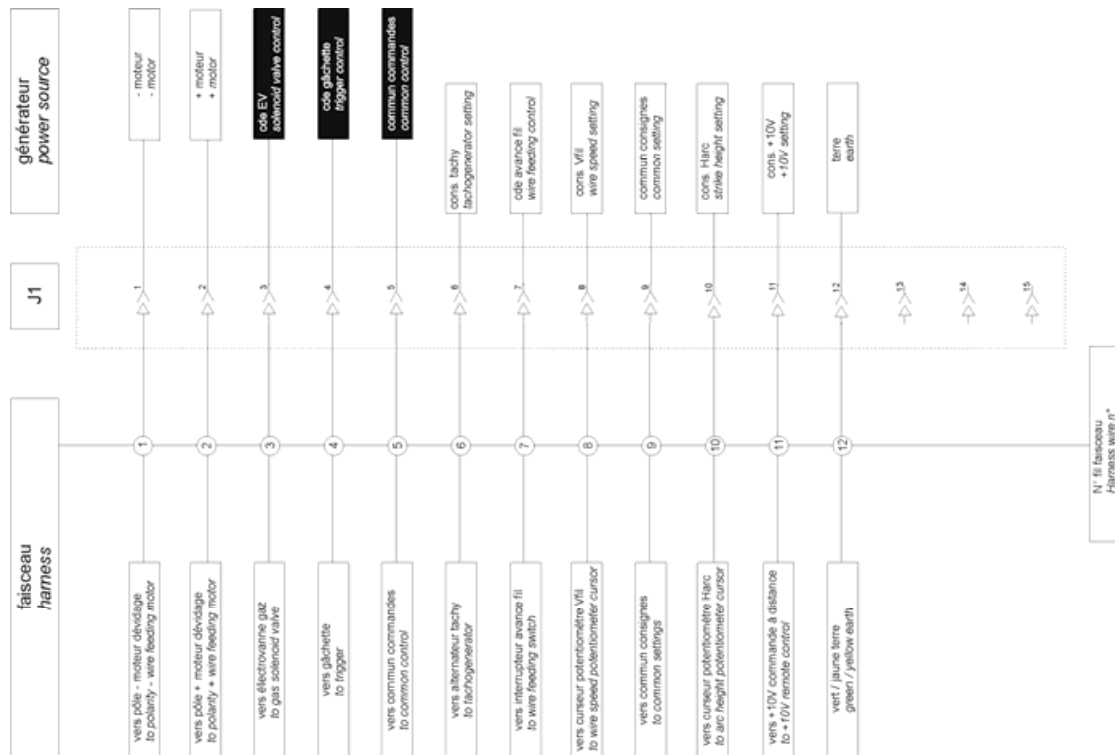 générateur
power source
- moteur
- motor
+ moteur
+ motor
cde EV
solenoid valve control
cde gâchette
trigger control
commun commandes
common control
cons. tachy
tachogenerator setting
cde avance fil
wire feeding control
cons. Vfil
wire speed setting
commun consignes
common setting
cons. Harc
strike height setting
cons. +10V
+10V setting
terre
earth
J1
1
2
3
4
5
6
7
8
9
10
11
12
13
14
15
faisceau
harness
1
2
3
4
5
6
7
8
9
10
11
12
N° fil faisceau
Harness wire n°
vers pôle - moteur dévidage
to polarity - wire feeding motor
vers pôle + moteur dévidage
to polarity + wire feeding motor
vers électrovanne gaz
to gas solenoid valve
vers gâchette
to trigger
vers commun commandes
to common control
vers alternateur tachy
to tachogenerator
vers interrupteur avance fil
to wire feeding switch
vers curseur potentiomètre Vfil
to wire speed potentiometer cursor
vers commun consignes
to common settings
vers curseur potentiomètre Harc
to arc height potentiometer cursor
vers +10V commande à distance
to +10V remote control
vert / jaune terre
green / yellow earth